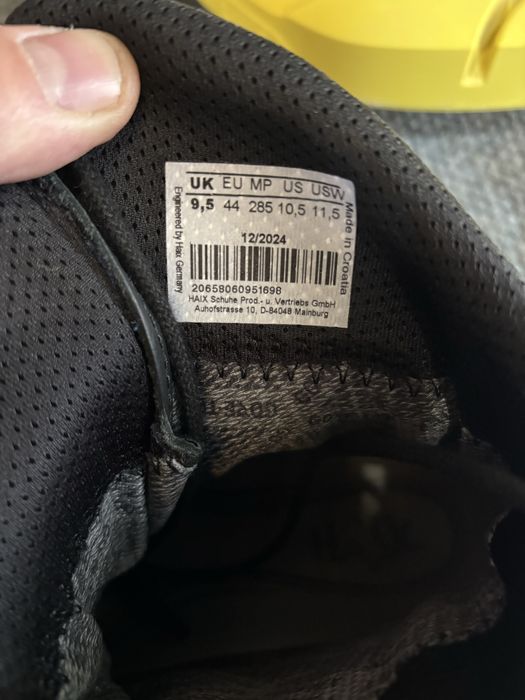 UK EU MP US USW
9,5 44 285 10,5 11,5
12/2024
20658060951698
HAIX Schuhe Prod.- u. Vertriebs GmbH
Auhofstrasse 10, D-84048 Mainburg
Engineered by Haix Germany
Made in Croatia